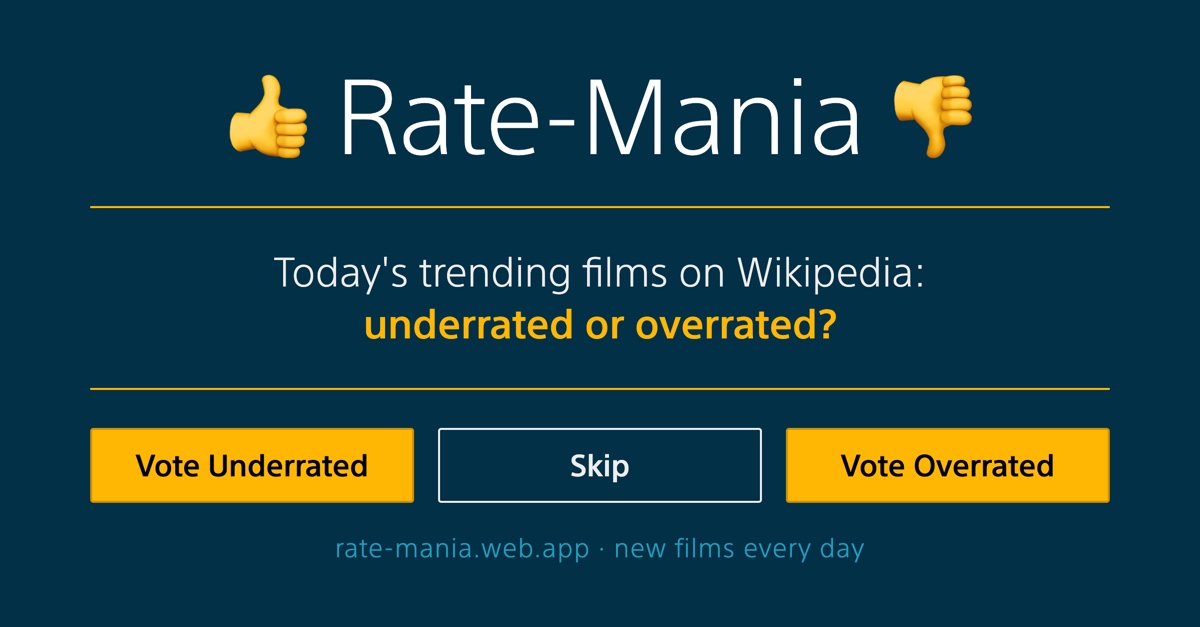 Rate-Mania
Today's trending films on Wikipedia:
underrated or overrated?
Vote Underrated
Skip
Vote Overrated
rate-mania.web.app · new films every day